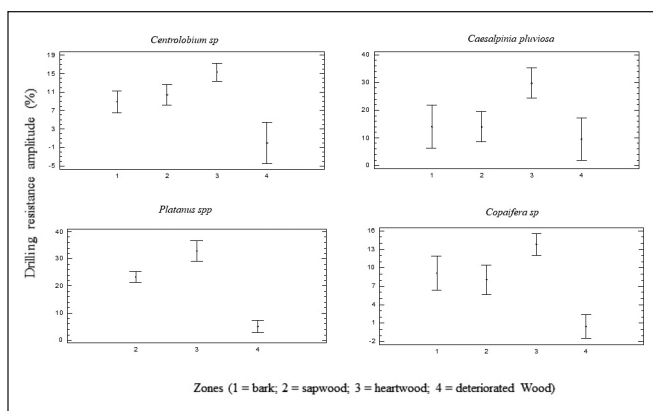 Centrolobium sp
19
15
11
7
3
-1
-5
1 2 3 4
Caesalpinia pluviosa
40
30
20
10
0
1 2 3 4
Drilling resistance amplitude (%)
Platanus spp
40
30
20
10
0
2 3 4
Copaifera sp
16
13
10
7
4
1
-2
1 2 3 4
Zones (1 = bark; 2 = sapwood; 3 = heartwood; 4 = deteriorated Wood)